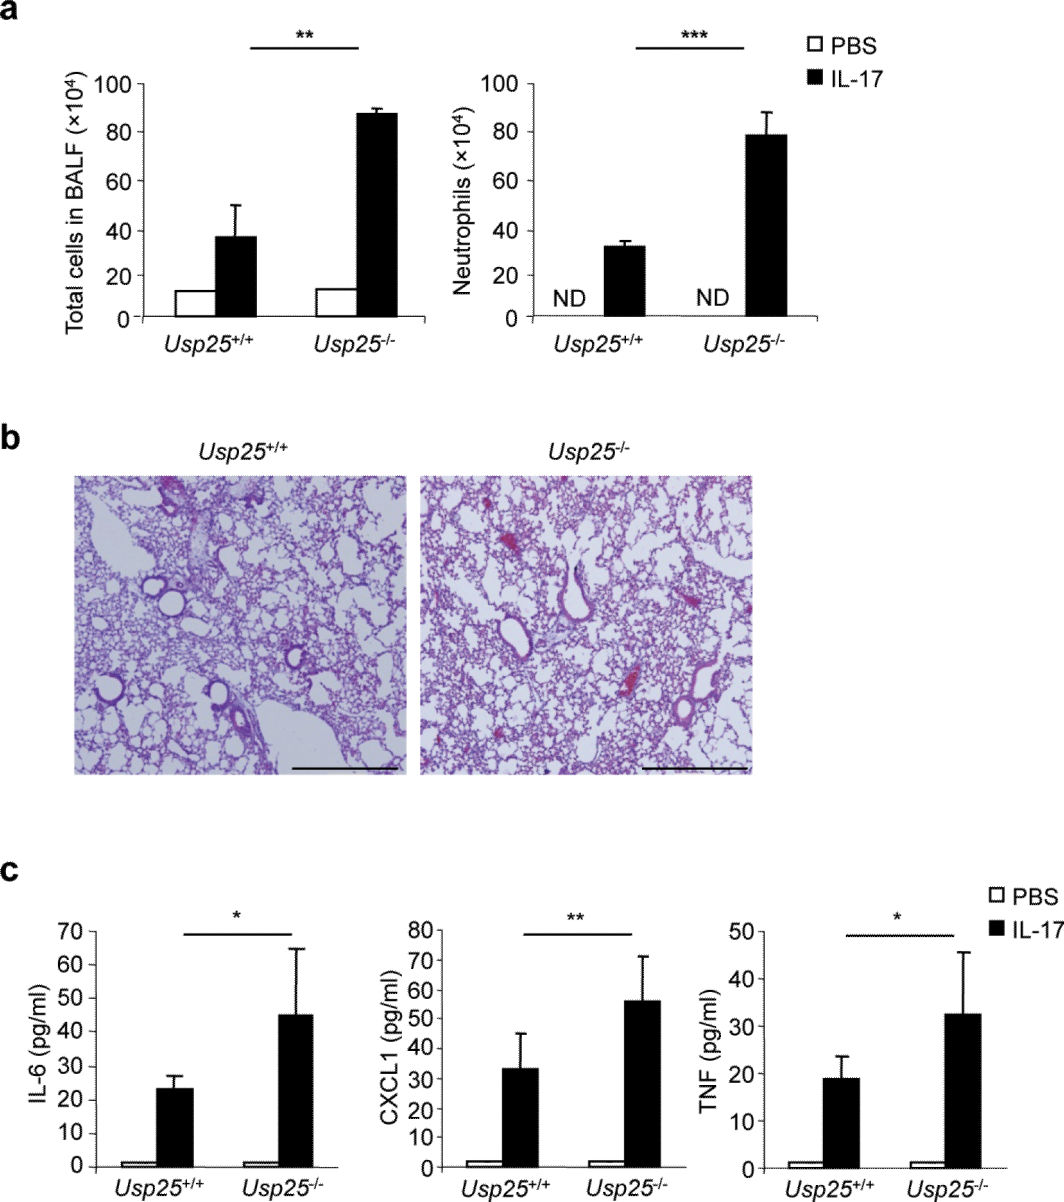 a
** *** PBS
IL-17
100 100
80 80
60 60
40 40
20 20
0 0
Total cells in BALF (×10⁴)
Neutrophils (×10⁴)
ND ND
Usp25+/+ Usp25-/- Usp25+/+ Usp25-/-
b
Usp25+/+ Usp25-/-
c
PBS
IL-17
* ** *
IL-6 (pg/ml)
70
60
50
40
30
20
10
0
Usp25+/+ Usp25-/-
CXCL1 (pg/ml)
80
70
60
50
40
30
20
10
0
Usp25+/+ Usp25-/-
TNF (pg/ml)
50
40
30
20
10
0
Usp25+/+ Usp25-/-